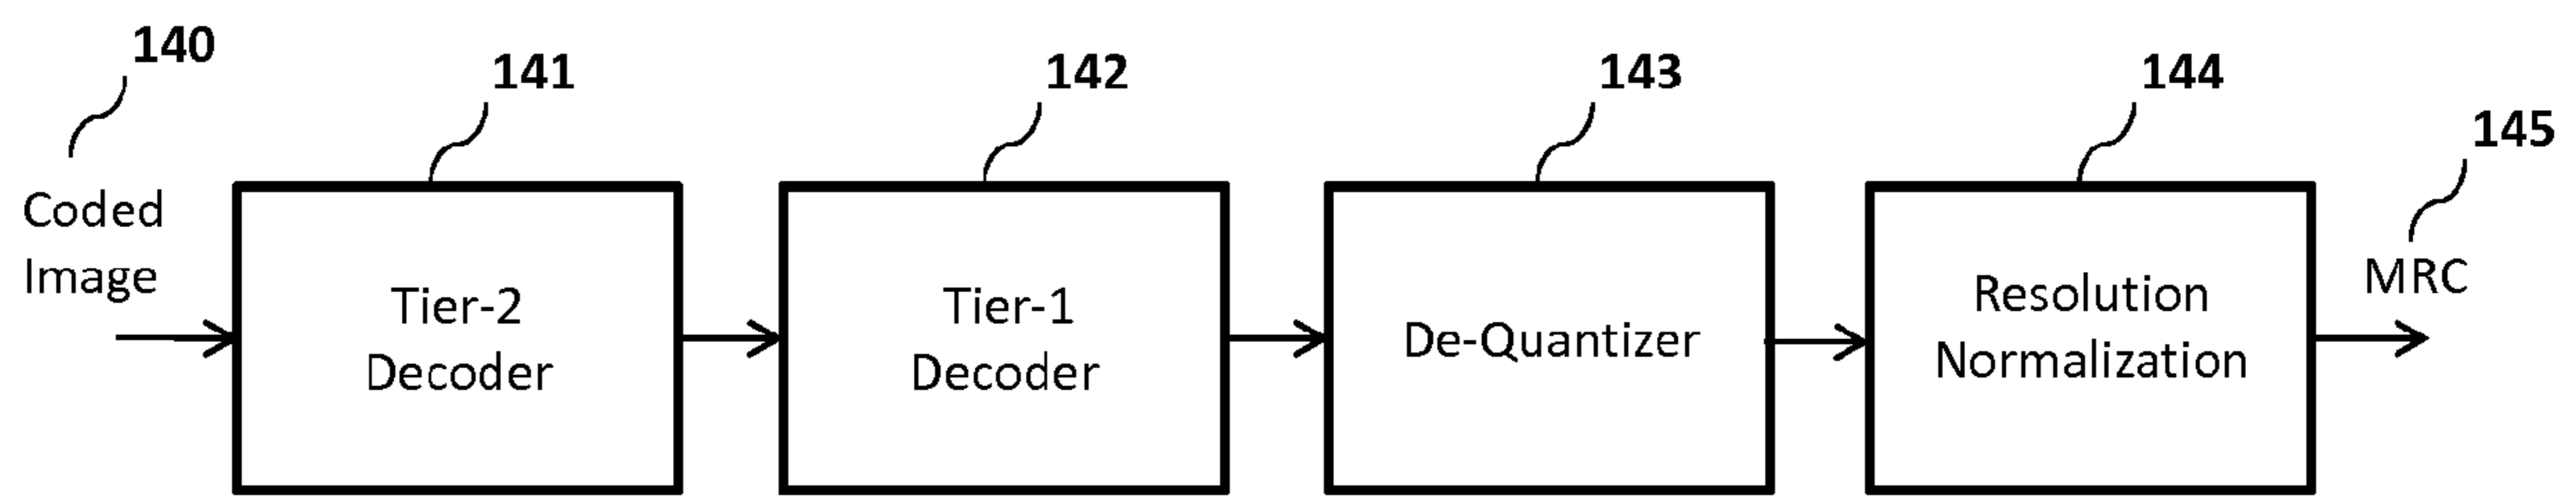 140
141
142
143
144
145
Coded
Image
Tier-2
Decoder
Tier-1
Decoder
De-Quantizer
Resolution
Normalization
MRC